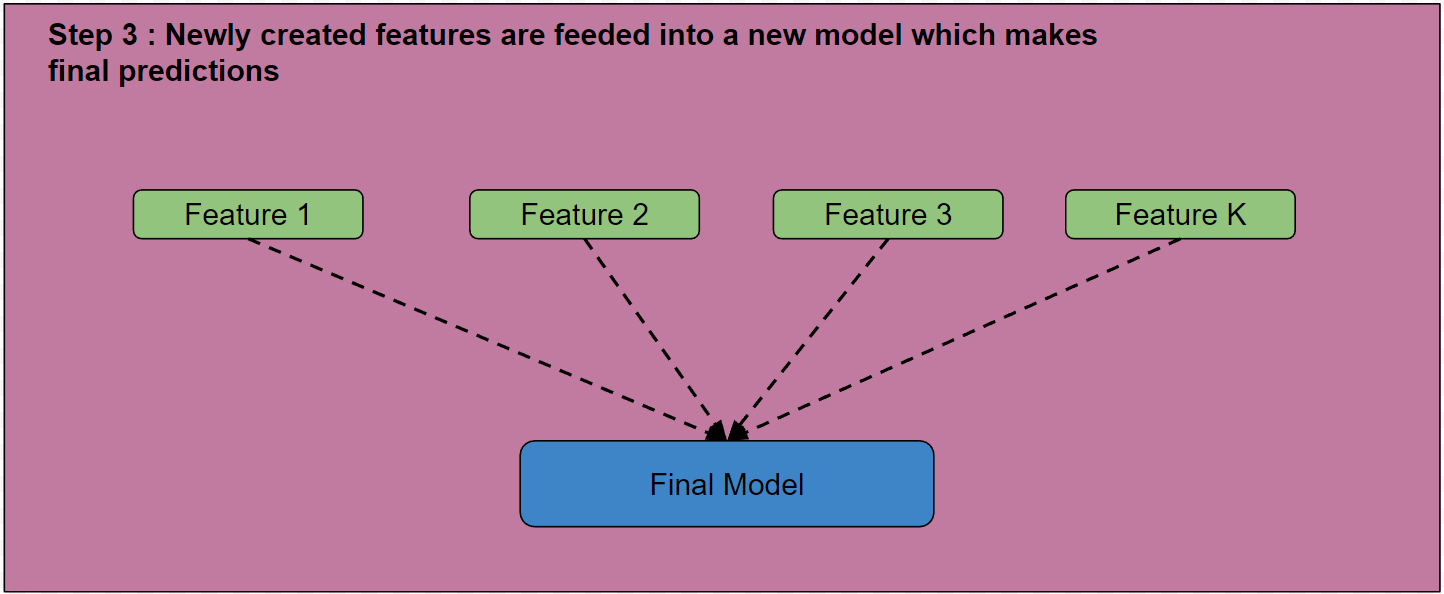 Step 3 : Newly created features are feeded into a new model which makes
final predictions
Feature 1
Feature 2
Feature 3
Feature K
Final Model